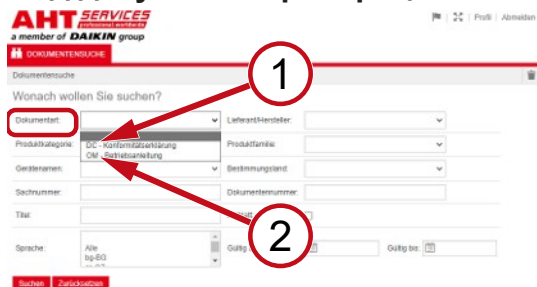 AHT SERVICES
professional worldwide
a member of DAIKIN group
Profil | Abmelden
DOKUMENTENSUCHE
Dokumentensuche
Wonach wollen Sie suchen?
Dokumentart: Lieferant/Hersteller:
Produktkategorie: DC - Konformitätserklärung Produktfamilie:
OM - Betriebsanleitung
Gerätenamen: Bestimmungsland:
Sachnummer: Dokumentennummer:
Titel:
Sprache: Alle Gültig bis:
bg-BG
Suchen Zurücksetzen
1
2